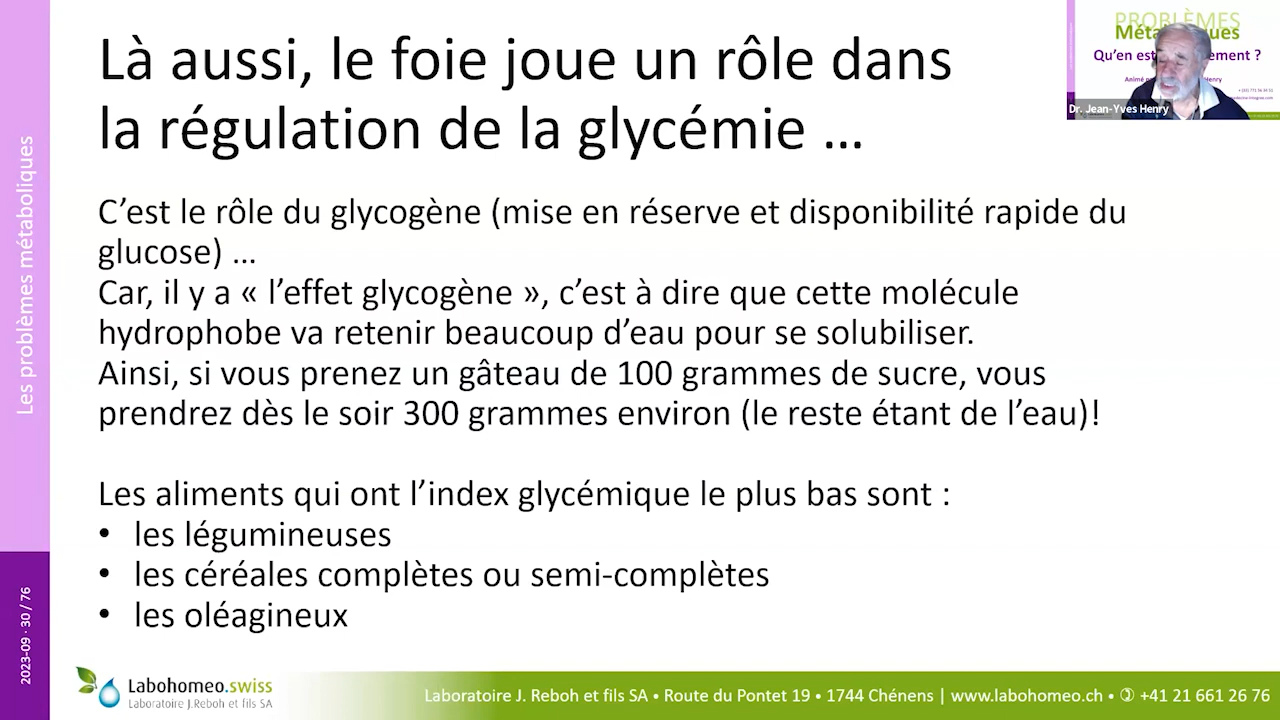 Là aussi, le foie joue un rôle dans
la régulation de la glycémie …
C’est le rôle du glycogène (mise en réserve et disponibilité rapide du
glucose) …
Car, il y a « l’effet glycogène », c’est à dire que cette molécule
hydrophobe va retenir beaucoup d’eau pour se solubiliser.
Ainsi, si vous prenez un gâteau de 100 grammes de sucre, vous
prendrez dès le soir 300 grammes environ (le reste étant de l’eau)!
Les aliments qui ont l’index glycémique le plus bas sont :
• les légumineuses
• les céréales complètes ou semi-complètes
• les oléagineux
Les problèmes métaboliques
2023-09 · 30 / 76
PROBLÈMES
Qu’en est
Dr. Jean-Yves Henry
Labohomeo.swiss
Laboratoire J.Reboh et fils SA
Laboratoire J. Reboh et fils SA • Route du Pontet 19 • 1744 Chénens | www.labohomeo.ch • ✆ +41 21 661 26 76